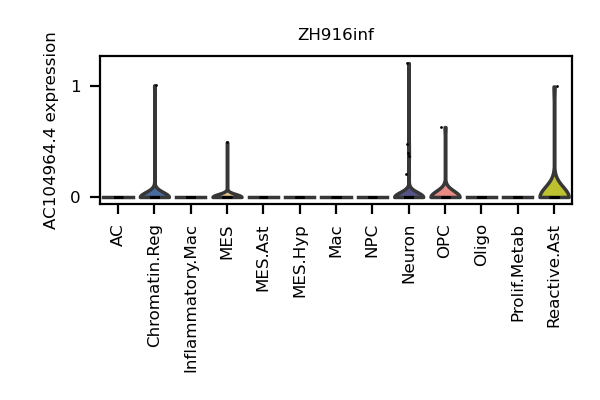 ZH916inf
AC104964.4 expression
1
0
AC
Chromatin.Reg
Inflammatory.Mac
MES
MES.Ast
MES.Hyp
Mac
NPC
Neuron
OPC
Oligo
Prolif.Metab
Reactive.Ast